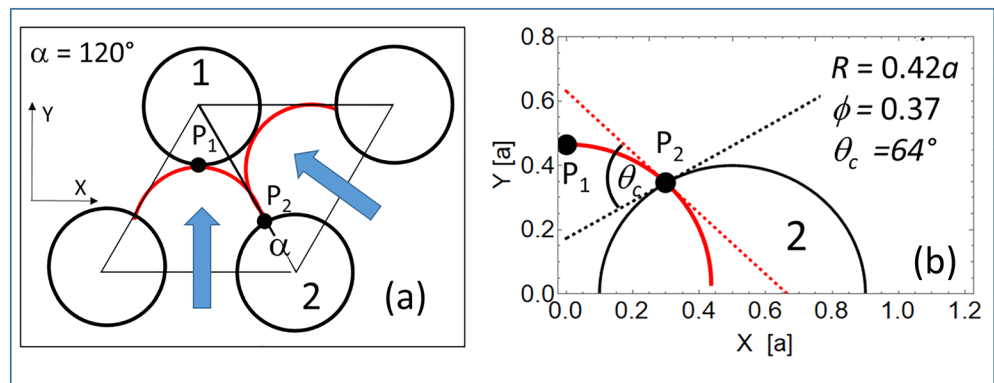 α = 120°
1
Y
P1
X
P2
α
2
(a)
0.8
0.6
0.4
0.2
0.0
Y [a]
R = 0.42a
ϕ = 0.37
θc =64°
P1
P2
θc
2
(b)
0.0 0.2 0.4 0.6 0.8 1.0 1.2
X [a]